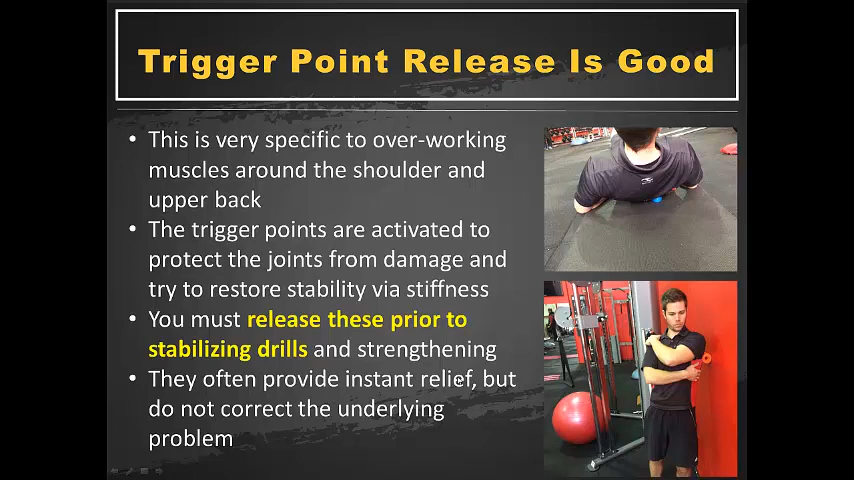 Trigger Point Release Is Good
• This is very specific to over-working
muscles around the shoulder and
upper back
• The trigger points are activated to
protect the joints from damage and
try to restore stability via stiffness
• You must release these prior to
stabilizing drills and strengthening
• They often provide instant relief, but
do not correct the underlying
problem